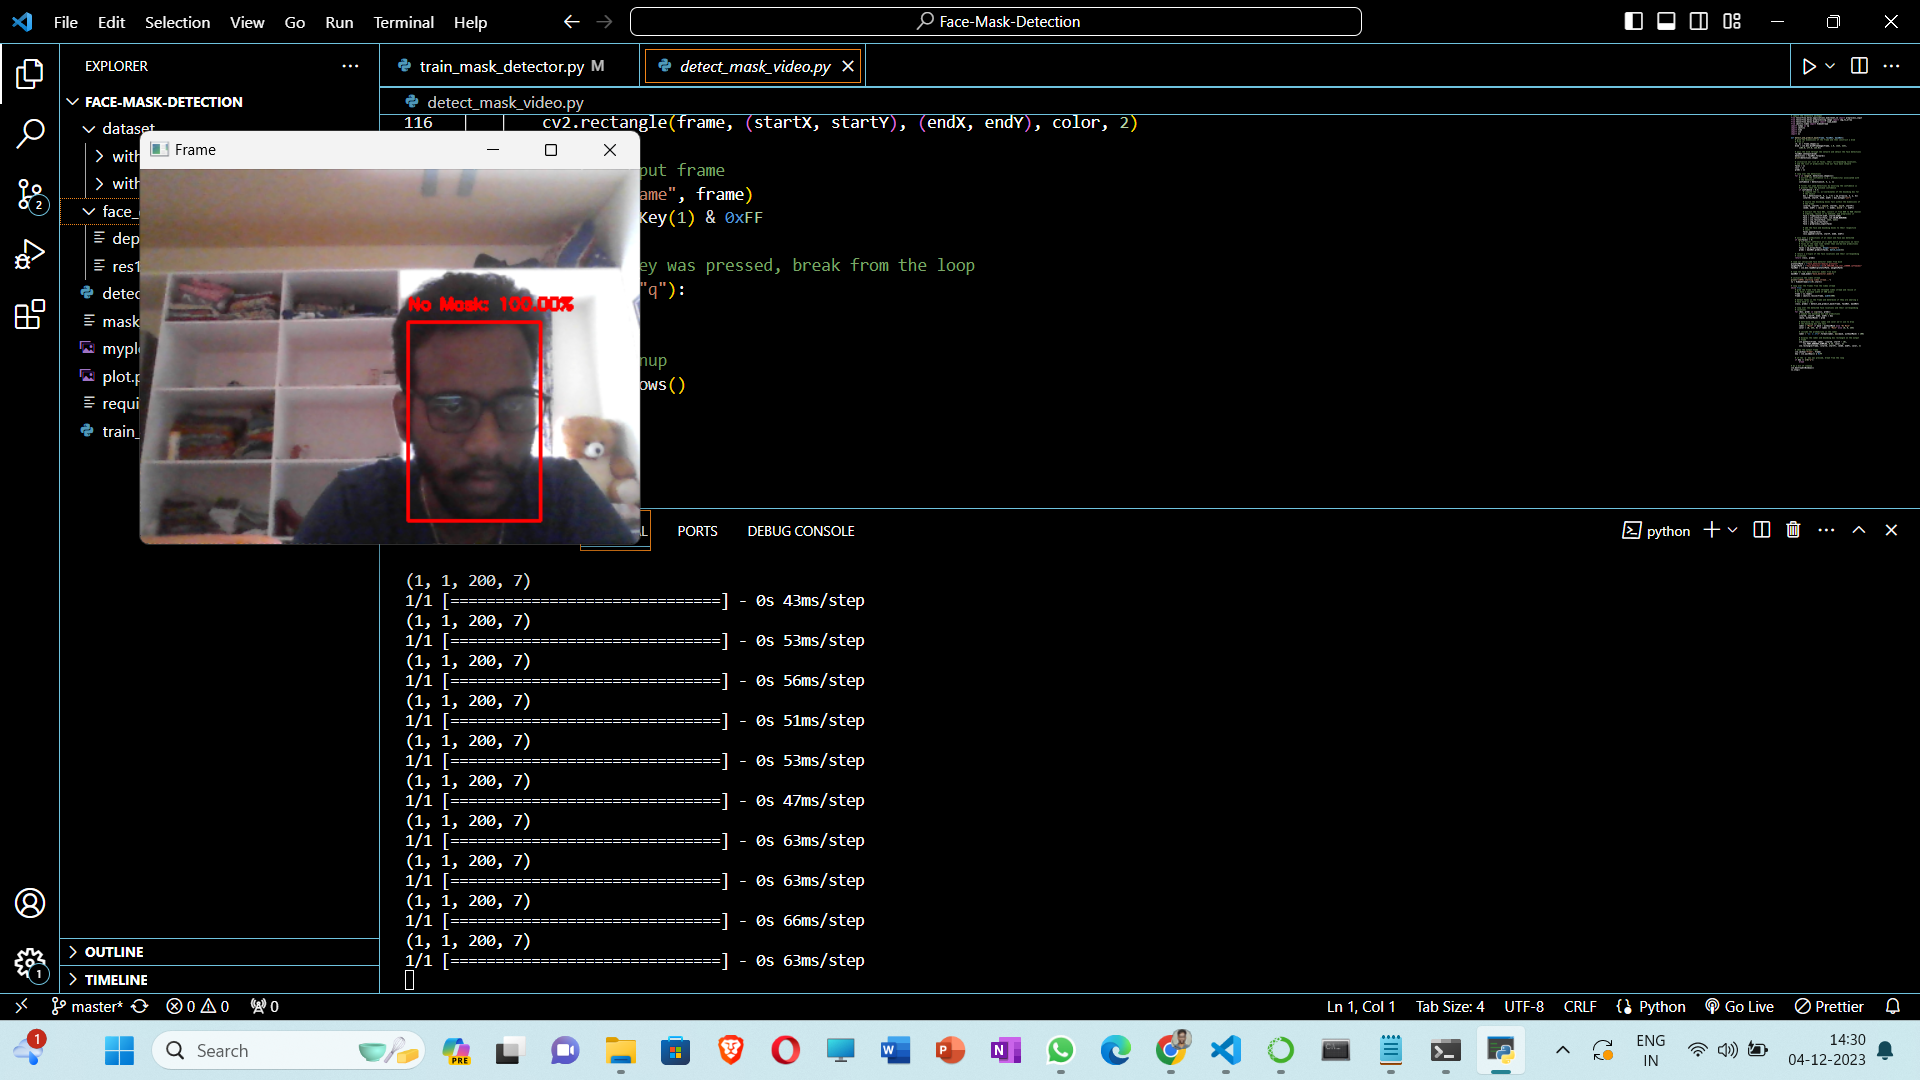 File Edit Selection View Go Run Terminal Help
Face-Mask-Detection
EXPLORER
FACE-MASK-DETECTION
dataset
with
with
face_
dep
res1
detec
mask
myple
plot.p
requi
train_
OUTLINE
TIMELINE
train_mask_detector.py M
detect_mask_video.py
detect_mask_video.py
116 cv2.rectangle(frame, (startX, startY), (endX, endY), color, 2)
put frame
ame", frame)
Key(1) & 0xFF
ey was pressed, break from the loop
"q"):
nup
ows()
Frame
No Mask: 100.00%
AL PORTS DEBUG CONSOLE
python
(1, 1, 200, 7)
1/1 [==============================] - 0s 43ms/step
(1, 1, 200, 7)
1/1 [==============================] - 0s 53ms/step
(1, 1, 200, 7)
1/1 [==============================] - 0s 56ms/step
(1, 1, 200, 7)
1/1 [==============================] - 0s 51ms/step
(1, 1, 200, 7)
1/1 [==============================] - 0s 53ms/step
(1, 1, 200, 7)
1/1 [==============================] - 0s 47ms/step
(1, 1, 200, 7)
1/1 [==============================] - 0s 63ms/step
(1, 1, 200, 7)
1/1 [==============================] - 0s 63ms/step
(1, 1, 200, 7)
1/1 [==============================] - 0s 66ms/step
(1, 1, 200, 7)
1/1 [==============================] - 0s 63ms/step
2
1
master* 0 0 0
Ln 1, Col 1 Tab Size: 4 UTF-8 CRLF Python Go Live Prettier
1
Search
PRE
ENG
IN
14:30
04-12-2023